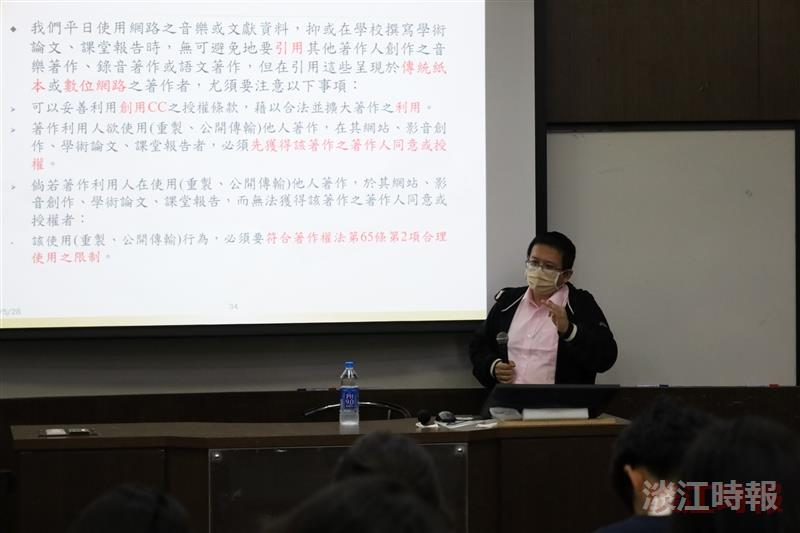 ◆ 我們平日使用網路之音樂或文獻資料，抑或在學校撰寫學術
論文、課堂報告時，無可避免地要引用其他著作人創作之音
樂著作、錄音著作或語文著作，但在引用這些呈現於傳統紙
本或數位網路之著作者，尤須要注意以下事項：
➢ 可以妥善利用創用CC之授權條款，藉以合法並擴大著作之利用。
➢ 著作利用人欲使用(重製、公開傳輸)他人著作，在其網站、影音創
作、學術論文、課堂報告者，必須先獲得該著作之著作人同意或授
權。
➢ 倘若著作利用人在使用(重製、公開傳輸)他人著作，於其網站、影
音創作、學術論文、課堂報告，而無法獲得該著作之著作人同意或
授權者：
· 該使用(重製、公開傳輸)行為，必須要符合著作權法第65條第2項合理
使用之限制。
/5/28
34
PH
9.0
淡江時報